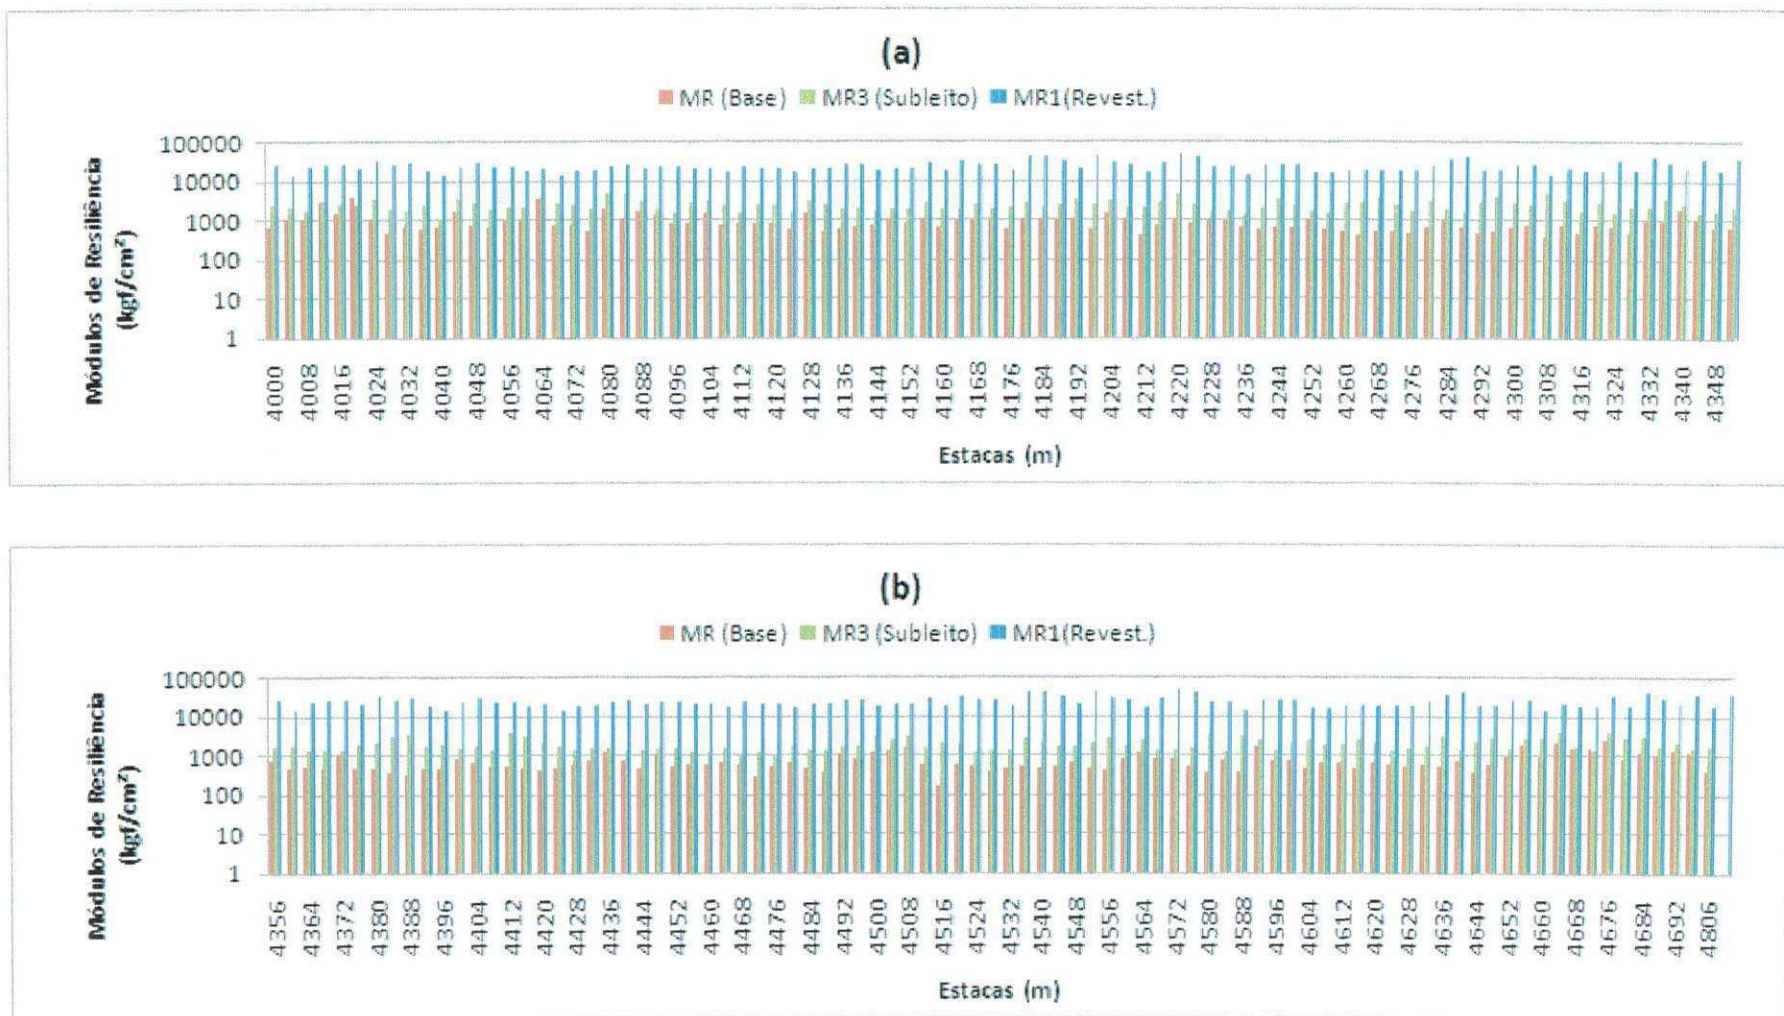 (a)
MR (Base) MR3 (Subleito) MR1(Revest.)
Módulos de Resiliência
(kgf/cm²)
100000
10000
1000
100
10
1
4000 4008 4016 4024 4032 4040 4048 4056 4064 4072 4080 4088 4096 4104 4112 4120 4128 4136 4144 4152 4160 4168 4176 4184 4192 4204 4212 4220 4228 4236 4244 4252 4260 4268 4276 4284 4292 4300 4308 4316 4324 4332 4340 4348
Estacas (m)
(b)
MR (Base) MR3 (Subleito) MR1(Revest.)
Módulos de Resiliência
(kgf/cm²)
100000
10000
1000
100
10
1
4356 4364 4372 4380 4388 4396 4404 4412 4420 4428 4436 4444 4452 4460 4468 4476 4484 4492 4500 4508 4516 4524 4532 4540 4548 4556 4564 4572 4580 4588 4596 4604 4612 4620 4628 4636 4644 4652 4660 4668 4676 4684 4692 4806
Estacas (m)